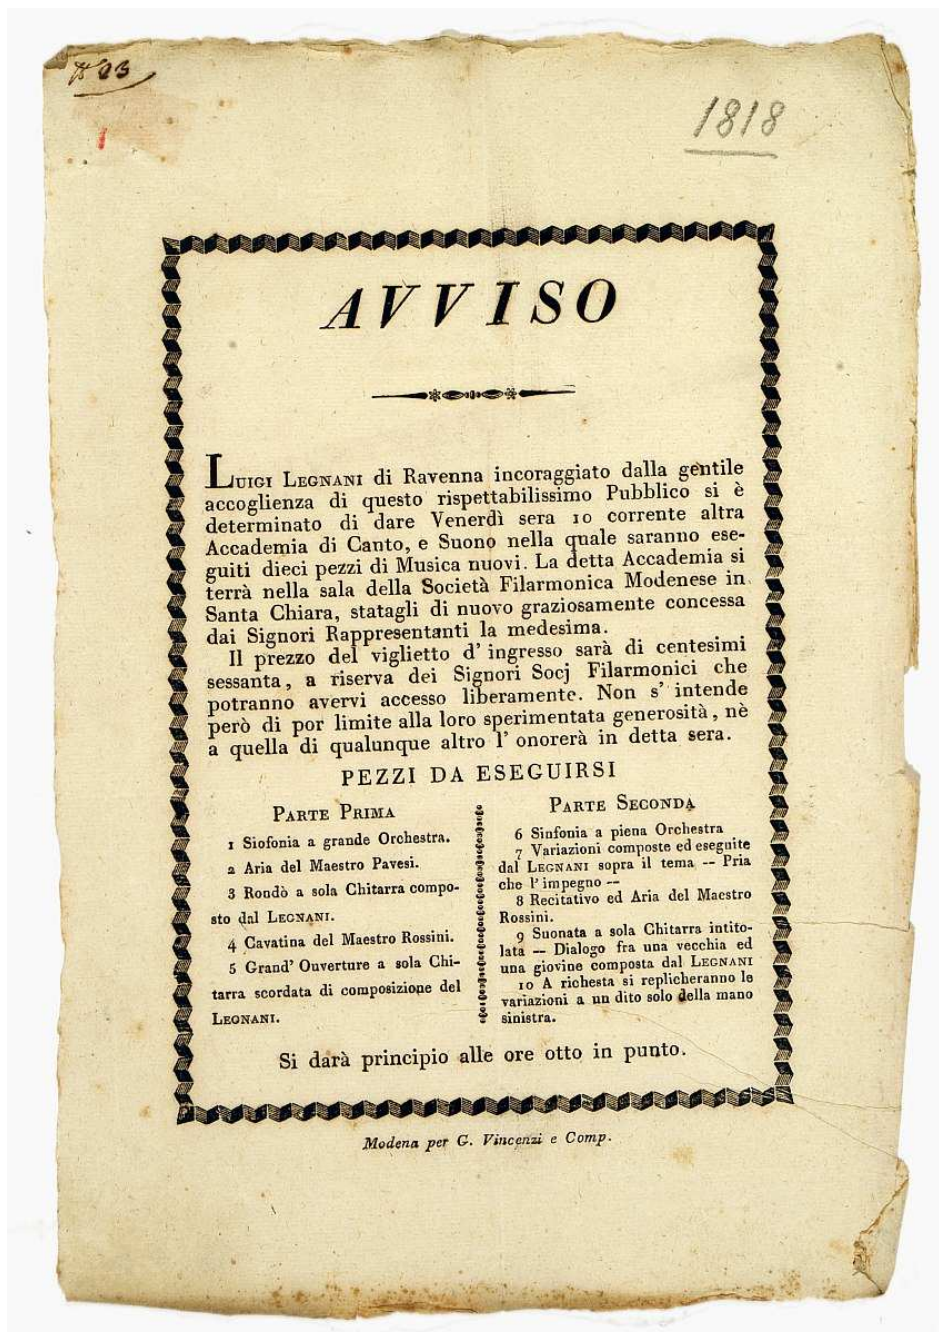 N 23
1818
AVVISO
LUIGI LEGNANI di Ravenna incoraggiato dalla gentile
accoglienza di questo rispettabilissimo Pubblico si è
determinato di dare Venerdì sera 10 corrente altra
Accademia di Canto, e Suono nella quale saranno ese-
guiti dieci pezzi di Musica nuovi. La detta Accademia si
terrà nella sala della Società Filarmonica Modenese in
Santa Chiara, statagli di nuovo graziosamente concessa
dai Signori Rappresentanti la medesima.
Il prezzo del viglietto d' ingresso sarà di centesimi
sessanta, a riserva dei Signori Socj Filarmonici che
potranno avervi accesso liberamente. Non s' intende
però di por limite alla loro sperimentata generosità, nè
a quella di qualunque altro l' onorerà in detta sera.
PEZZI DA ESEGUIRSI
PARTE PRIMA
1 Siofonia a grande Orchestra.
2 Aria del Maestro Pavesi.
3 Rondò a sola Chitarra compo-
sto dal LEGNANI.
4 Cavatina del Maestro Rossini.
5 Grand' Ouverture a sola Chi-
tarra scordata di composizione del
LEGNANI.
PARTE SECONDA
6 Sinfonia a piena Orchestra
7 Variazioni composte ed eseguite
dal LEGNANI sopra il tema -- Pria
che l' impegno --
8 Recitativo ed Aria del Maestro
Rossini.
9 Suonata a sola Chitarra intito-
lata -- Dialogo fra una vecchia ed
una giovine composta dal LEGNANI
10 A richesta si replicheranno le
variazioni a un dito solo della mano
sinistra.
Si darà principio alle ore otto in punto.
Modena per G. Vincenzi e Comp.